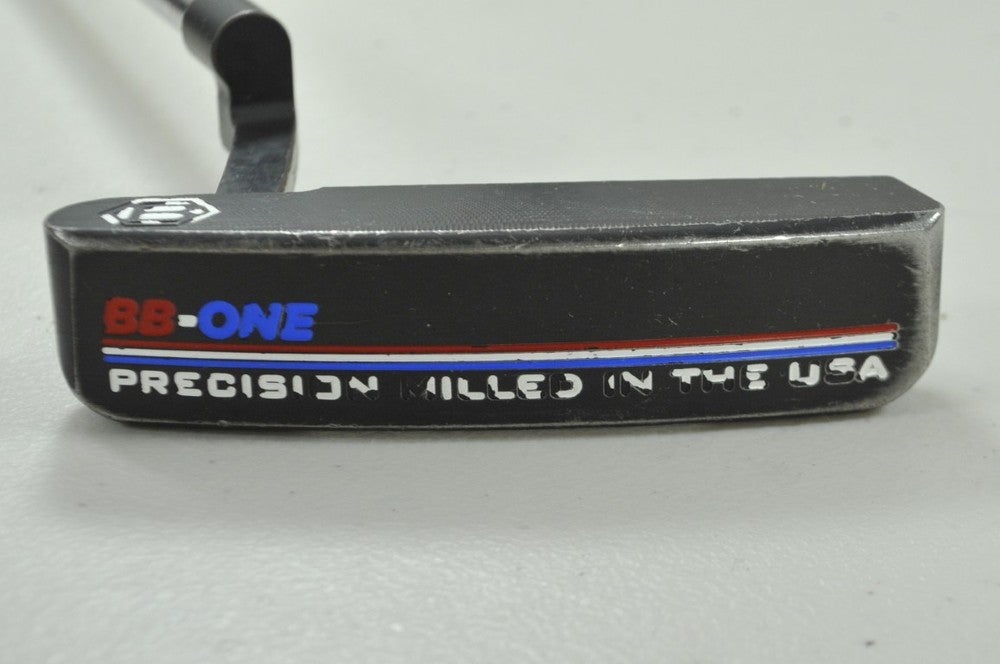 BB-ONE
PRECISION MILLED IN THE USA